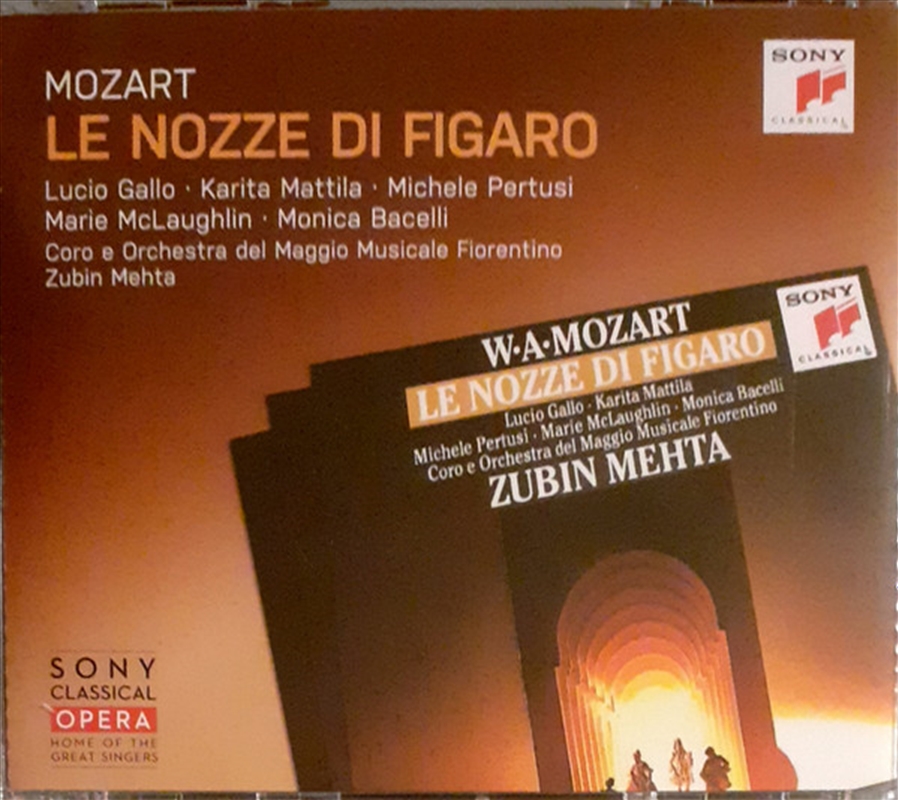 MOZART
LE NOZZE DI FIGARO
Lucio Gallo · Karita Mattila · Michele Pertusi
Marie McLaughlin · Monica Bacelli
Coro e Orchestra del Maggio Musicale Fiorentino
Zubin Mehta
SONY
CLASSICAL
W·A·MOZART
LE NOZZE DI FIGARO
Lucio Gallo · Karita Mattila
Michele Pertusi · Marie McLaughlin · Monica Bacelli
Coro e Orchestra del Maggio Musicale Fiorentino
ZUBIN MEHTA
SONY
CLASSICAL
SONY
CLASSICAL
OPERA
HOME OF THE
GREAT SINGERS